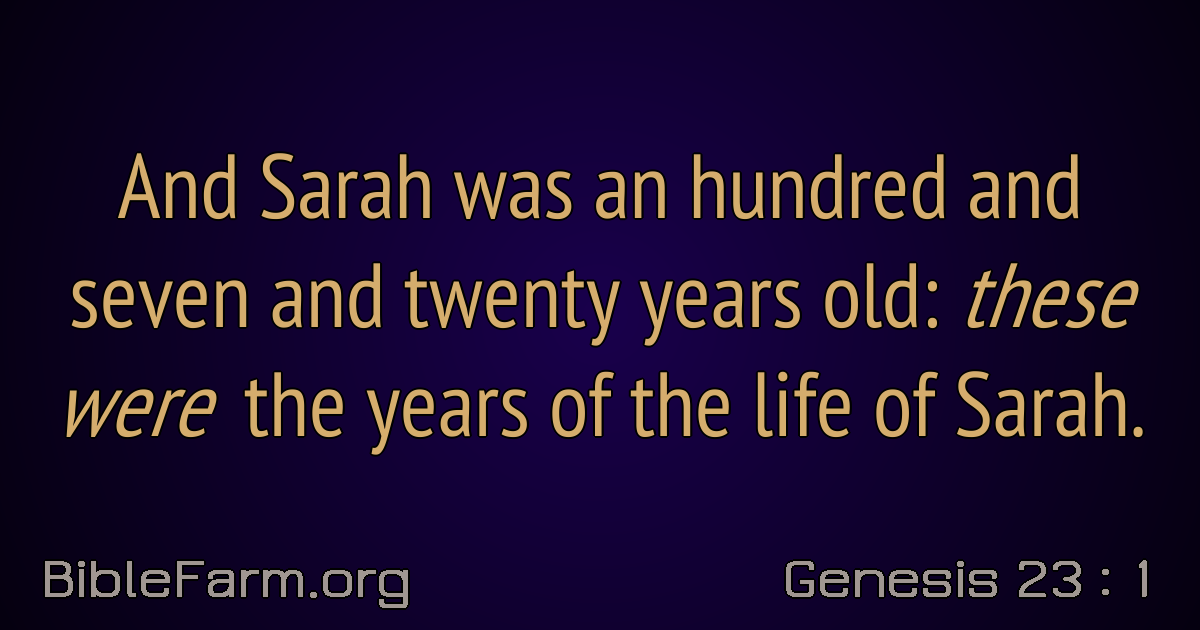 And Sarah was an hundred and
seven and twenty years old: these
were the years of the life of Sarah.
BibleFarm.org
Genesis 23 : 1